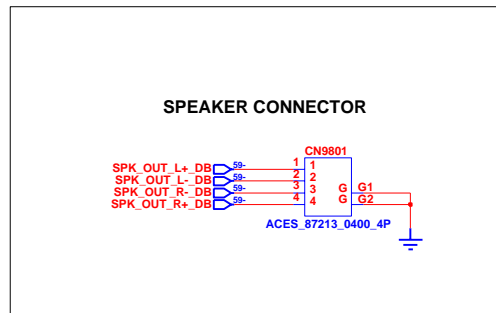 SPEAKER CONNECTOR
CN9801
SPK_OUT_L+_DB 59- 1 1
SPK_OUT_L-_DB 59- 2 2
SPK_OUT_R-_DB 59- 3 3 G G1
SPK_OUT_R+_DB 59- 4 4 G G2
ACES_87213_0400_4P